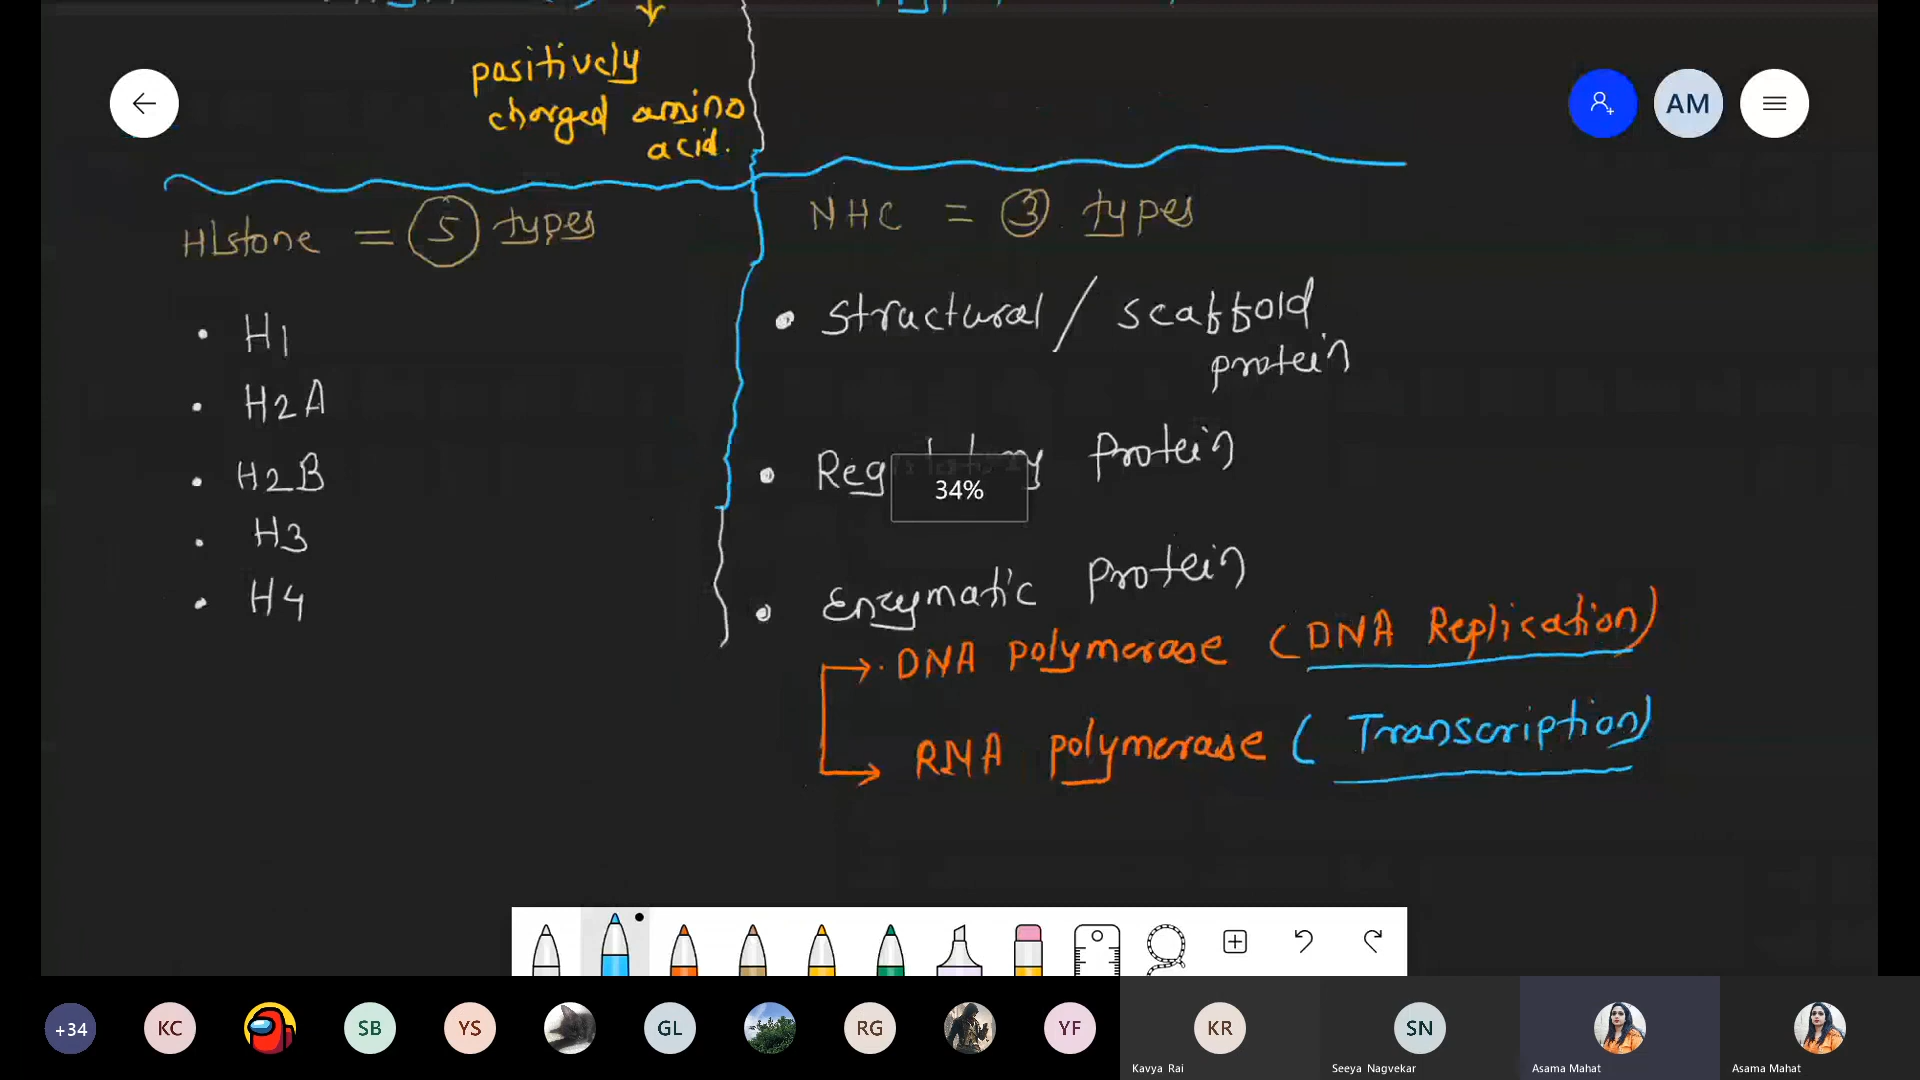 positively
charged amino
acid.
AM
HIstone = 5 types
NHC = 3 types
• H1
• H2A
• H2B
• H3
• H4
• Structural / scaffold
protein
• Regulatory Protein
34%
• Enzymatic Protein
→ DNA polymerase (DNA Replication)
→ RNA polymerase (Transcription)
+34
KC
SB
YS
GL
RG
YF
KR
Kavya Rai
SN
Seeya Nagvekar
Asama Mahat
Asama Mahat